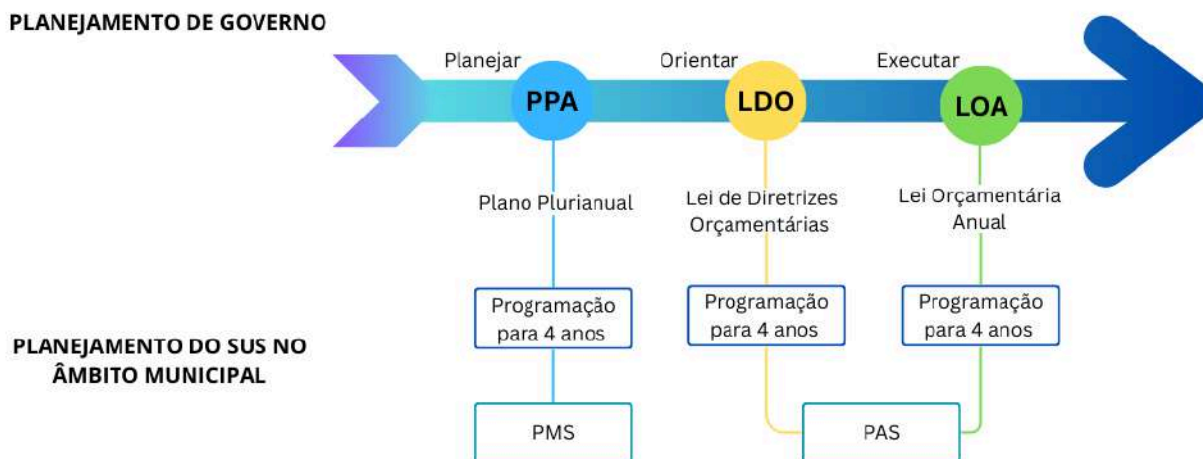 PLANEJAMENTO DE GOVERNO
Planejar
Orientar
Executar
PPA
LDO
LOA
Plano Plurianual
Lei de Diretrizes
Orçamentárias
Lei Orçamentária
Anual
Programação
para 4 anos
Programação
para 4 anos
Programação
para 4 anos
PLANEJAMENTO DO SUS NO
ÂMBITO MUNICIPAL
PMS
PAS